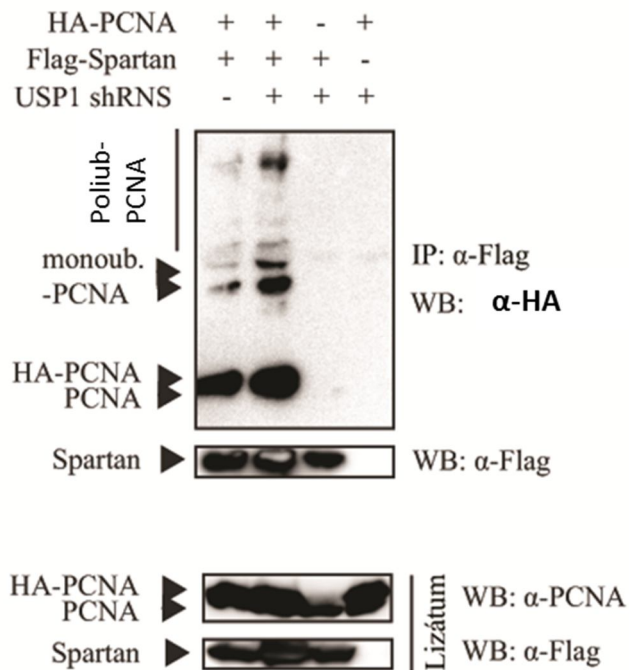 HA-PCNA + + - +
Flag-Spartan + + + -
USP1 shRNS - + + +
Poliub-
PCNA
monoub.
-PCNA
IP: α-Flag
WB: α-HA
HA-PCNA
PCNA
Spartan
WB: α-Flag
HA-PCNA
PCNA
WB: α-PCNA
Spartan
WB: α-Flag
Lizátum